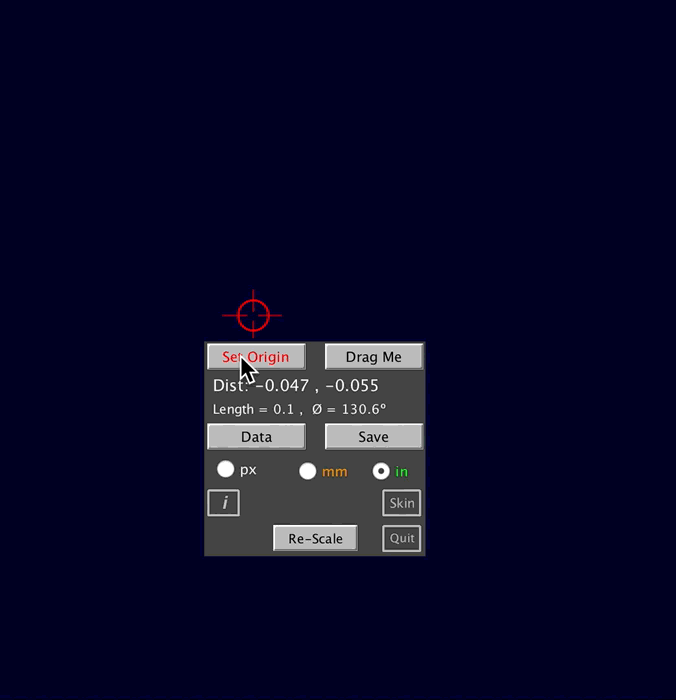 Set Origin Drag Me
Dist: -0.047 , -0.055
Length = 0.1 , Ø = 130.6º
Data Save
px mm in
i Skin
Re-Scale Quit